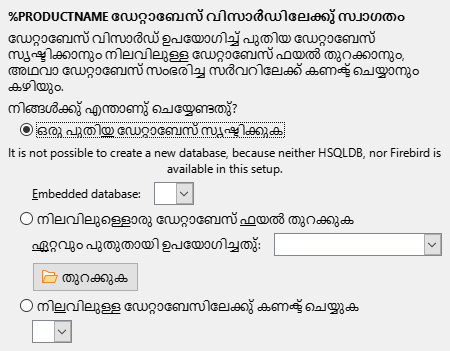 %PRODUCTNAME ഡേറ്റാബേസ് വിസാർഡിലേക്കു് സ്വാഗതം
ഡേറ്റാബേസ് വിസാർഡ് ഉപയോഗിച്ച് പുതിയ ഡേറ്റാബേസ്
സൃഷ്ടിക്കാനും നിലവിലുള്ള ഡേറ്റാബേസ് ഫയൽ തുറക്കാനും,
അഥവാ ഡേറ്റാബേസ് സംഭരിച്ച സർവറിലേക്ക് കണക്ട് ചെയ്യാനും
കഴിയും.
നിങ്ങൾക്കു് എന്താണു് ചെയ്യേണ്ടതു്?
ഒരു പുതിയ ഡേറ്റാബേസ് സൃഷ്ടിക്കുക
It is not possible to create a new database, because neither HSQLDB, nor Firebird is
available in this setup.
Embedded database:
നിലവിലുള്ളൊരു ഡേറ്റാബേസ് ഫയൽ തുറക്കുക
ഏറ്റവും പുതുതായി ഉപയോഗിച്ചതു്:
തുറക്കുക
നിലവിലുള്ള ഡേറ്റാബേസിലേക്കു് കണക്ട് ചെയ്യുക